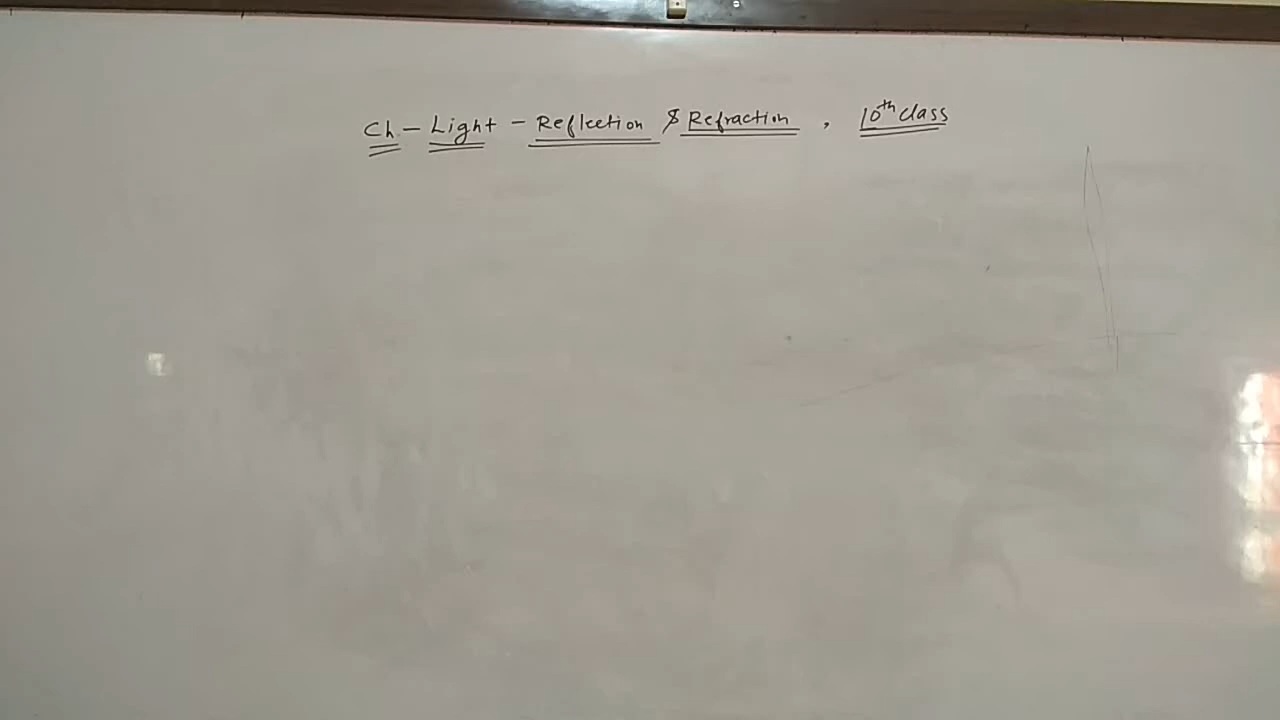 Ch - Light - Reflection & Refraction , 10th class